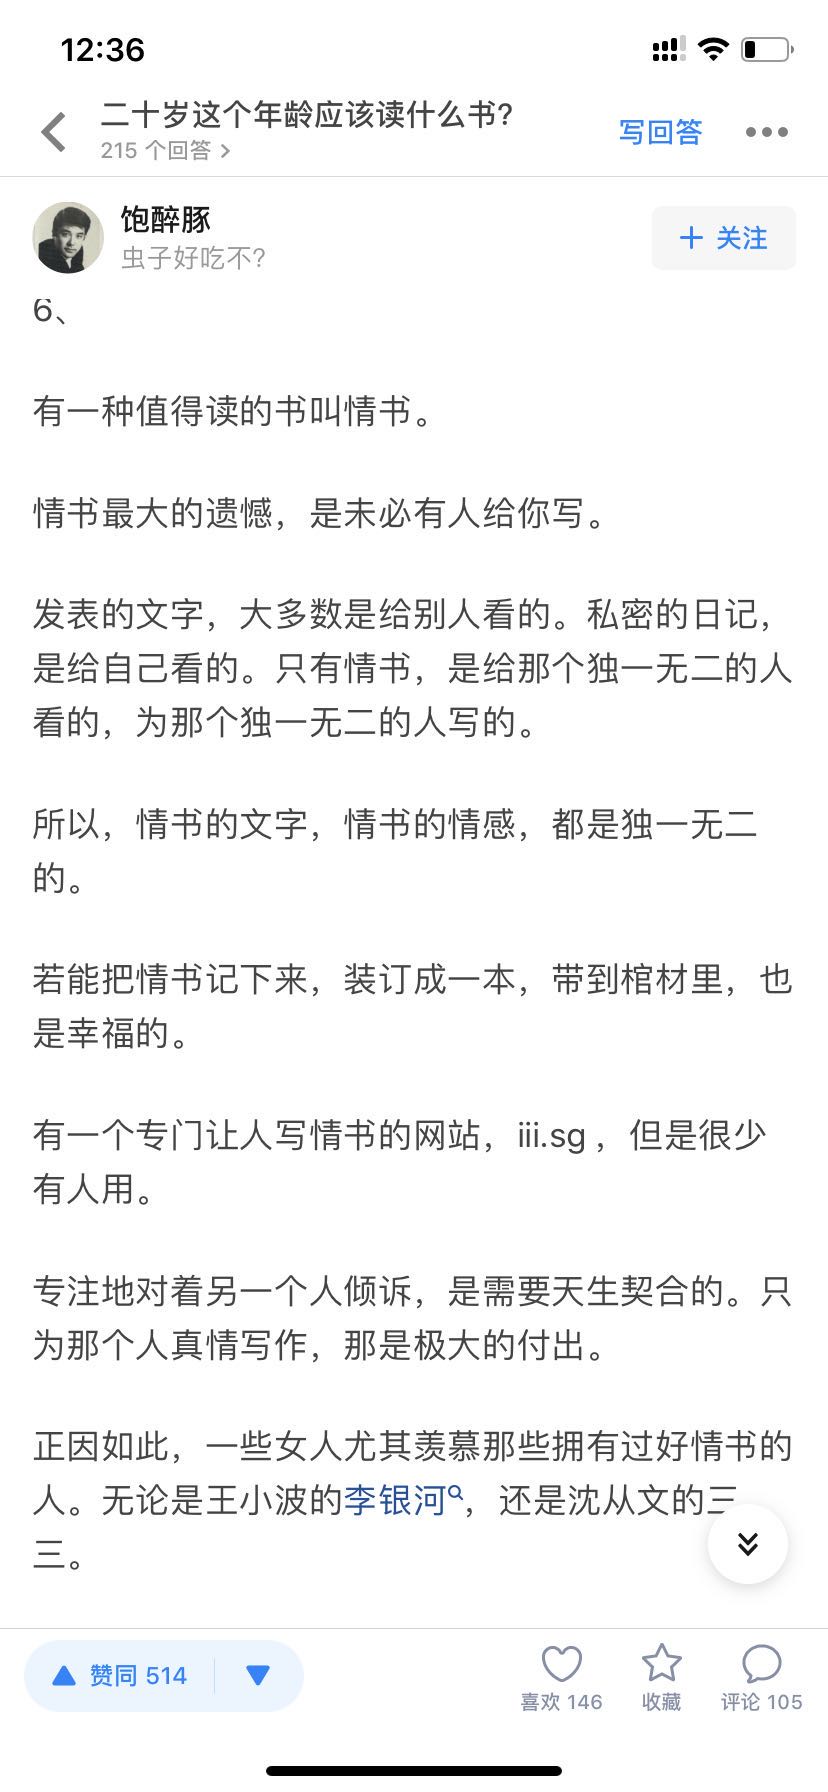 12:36
二十岁这个年龄应该读什么书?
215 个回答
写回答
饱醉豚
虫子好吃不?
关注
6、
有一种值得读的书叫情书。
情书最大的遗憾，是未必有人给你写。
发表的文字，大多数是给别人看的。私密的日记，
是给自己看的。只有情书，是给那个独一无二的人
看的，为那个独一无二的人写的。
所以，情书的文字，情书的情感，都是独一无二
的。
若能把情书记下来，装订成一本，带到棺材里，也
是幸福的。
有一个专门让人写情书的网站，iii.sg ，但是很少
有人用。
专注地对着另一个人倾诉，是需要天生契合的。只
为那个人真情写作，那是极大的付出。
正因如此，一些女人尤其羡慕那些拥有过好情书的
人。无论是王小波的李银河，还是沈从文的三
三。
赞同 514
喜欢 146
收藏
评论 105